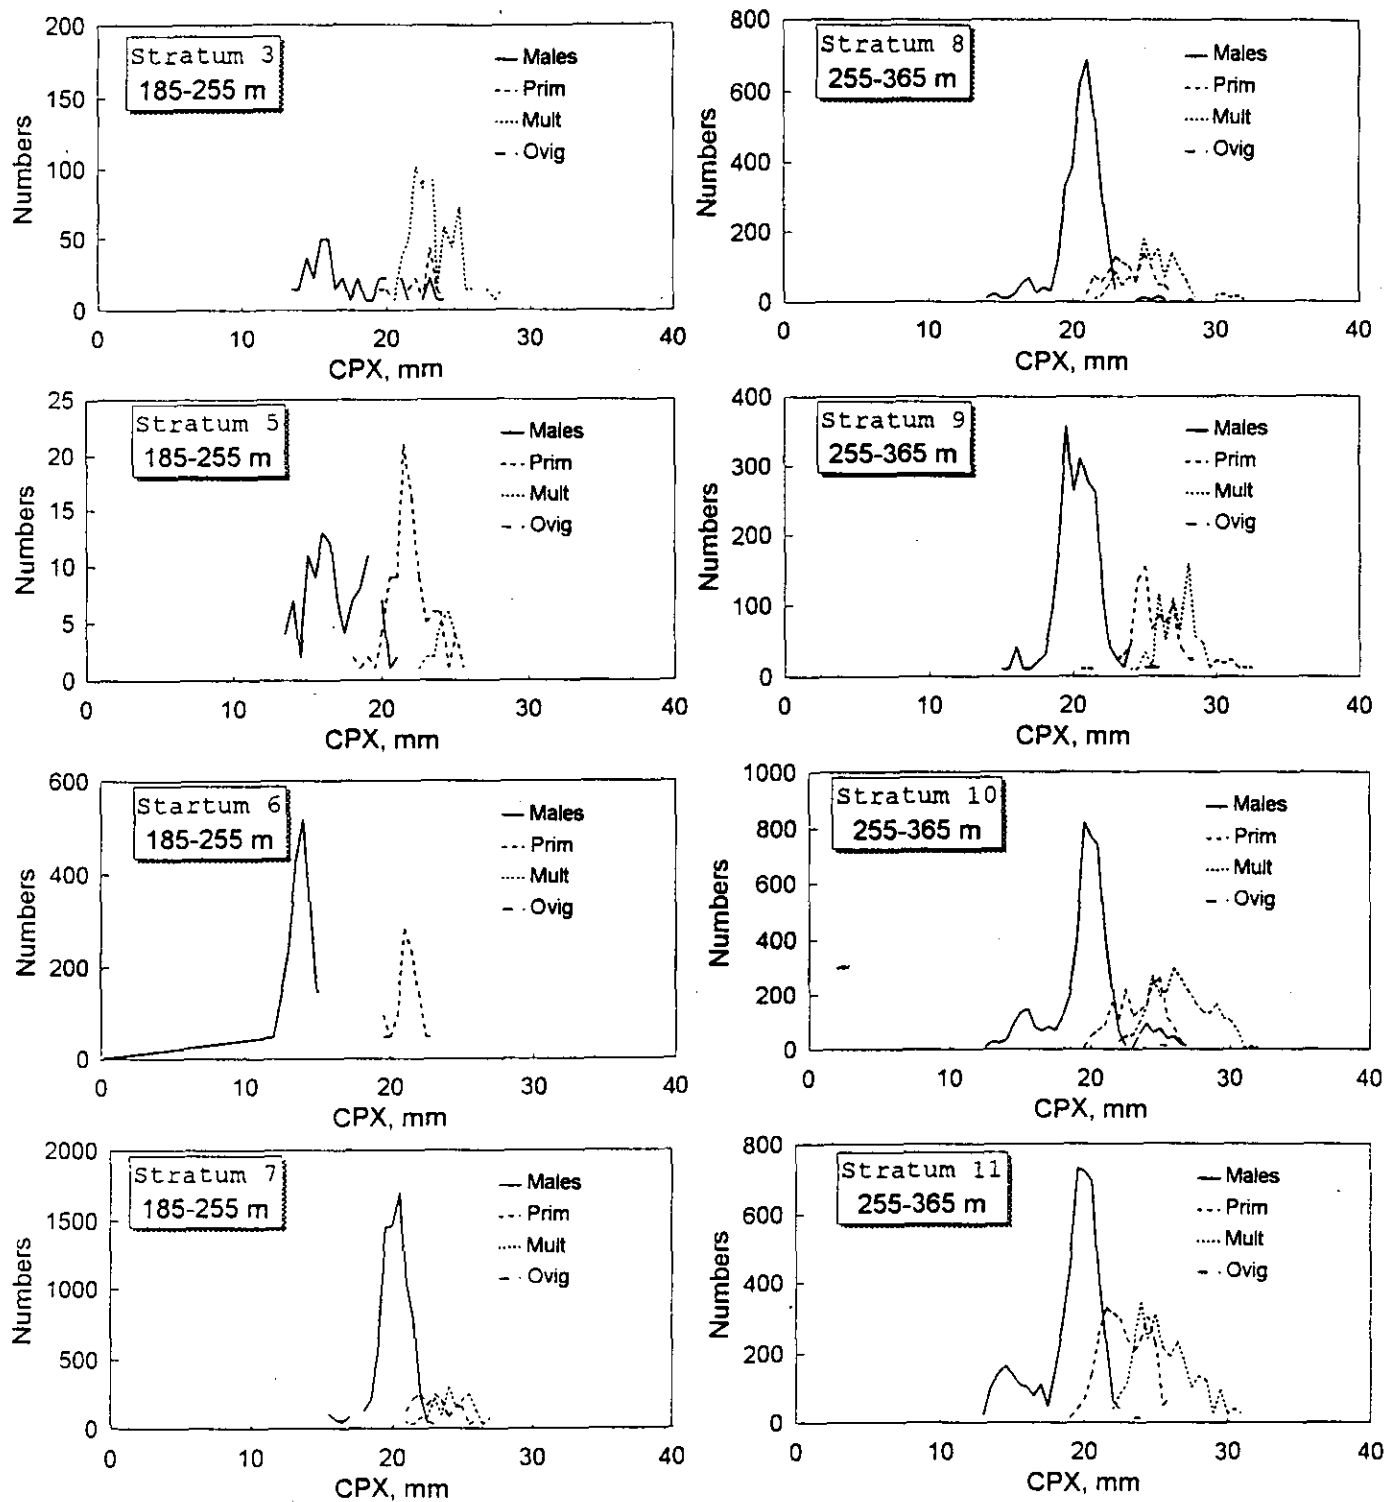 200
150
100
50
0
Numbers
Stratum 3
185-255 m
Males
Prim
Mult
Ovig
0 10 20 30 40
CPX, mm
800
600
400
200
0
Numbers
Stratum 8
255-365 m
Males
Prim
Mult
Ovig
0 10 20 30 40
CPX, mm
25
20
15
10
5
0
Numbers
Stratum 5
185-255 m
Males
Prim
Mult
Ovig
0 10 20 30 40
CPX, mm
400
300
200
100
0
Numbers
Stratum 9
255-365 m
Males
Prim
Mult
Ovig
0 10 20 30 40
CPX, mm
600
400
200
0
Numbers
Startum 6
185-255 m
Males
Prim
Mult
Ovig
0 10 20 30 40
CPX, mm
1000
800
600
400
200
0
Numbers
Stratum 10
255-365 m
Males
Prim
Mult
Ovig
0 10 20 30 40
CPX, mm
2000
1500
1000
500
0
Numbers
Stratum 7
185-255 m
Males
Prim
Mult
Ovig
0 10 20 30 40
CPX, mm
800
600
400
200
0
Numbers
Stratum 11
255-365 m
Males
Prim
Mult
Ovig
0 10 20 30 40
CPX, mm